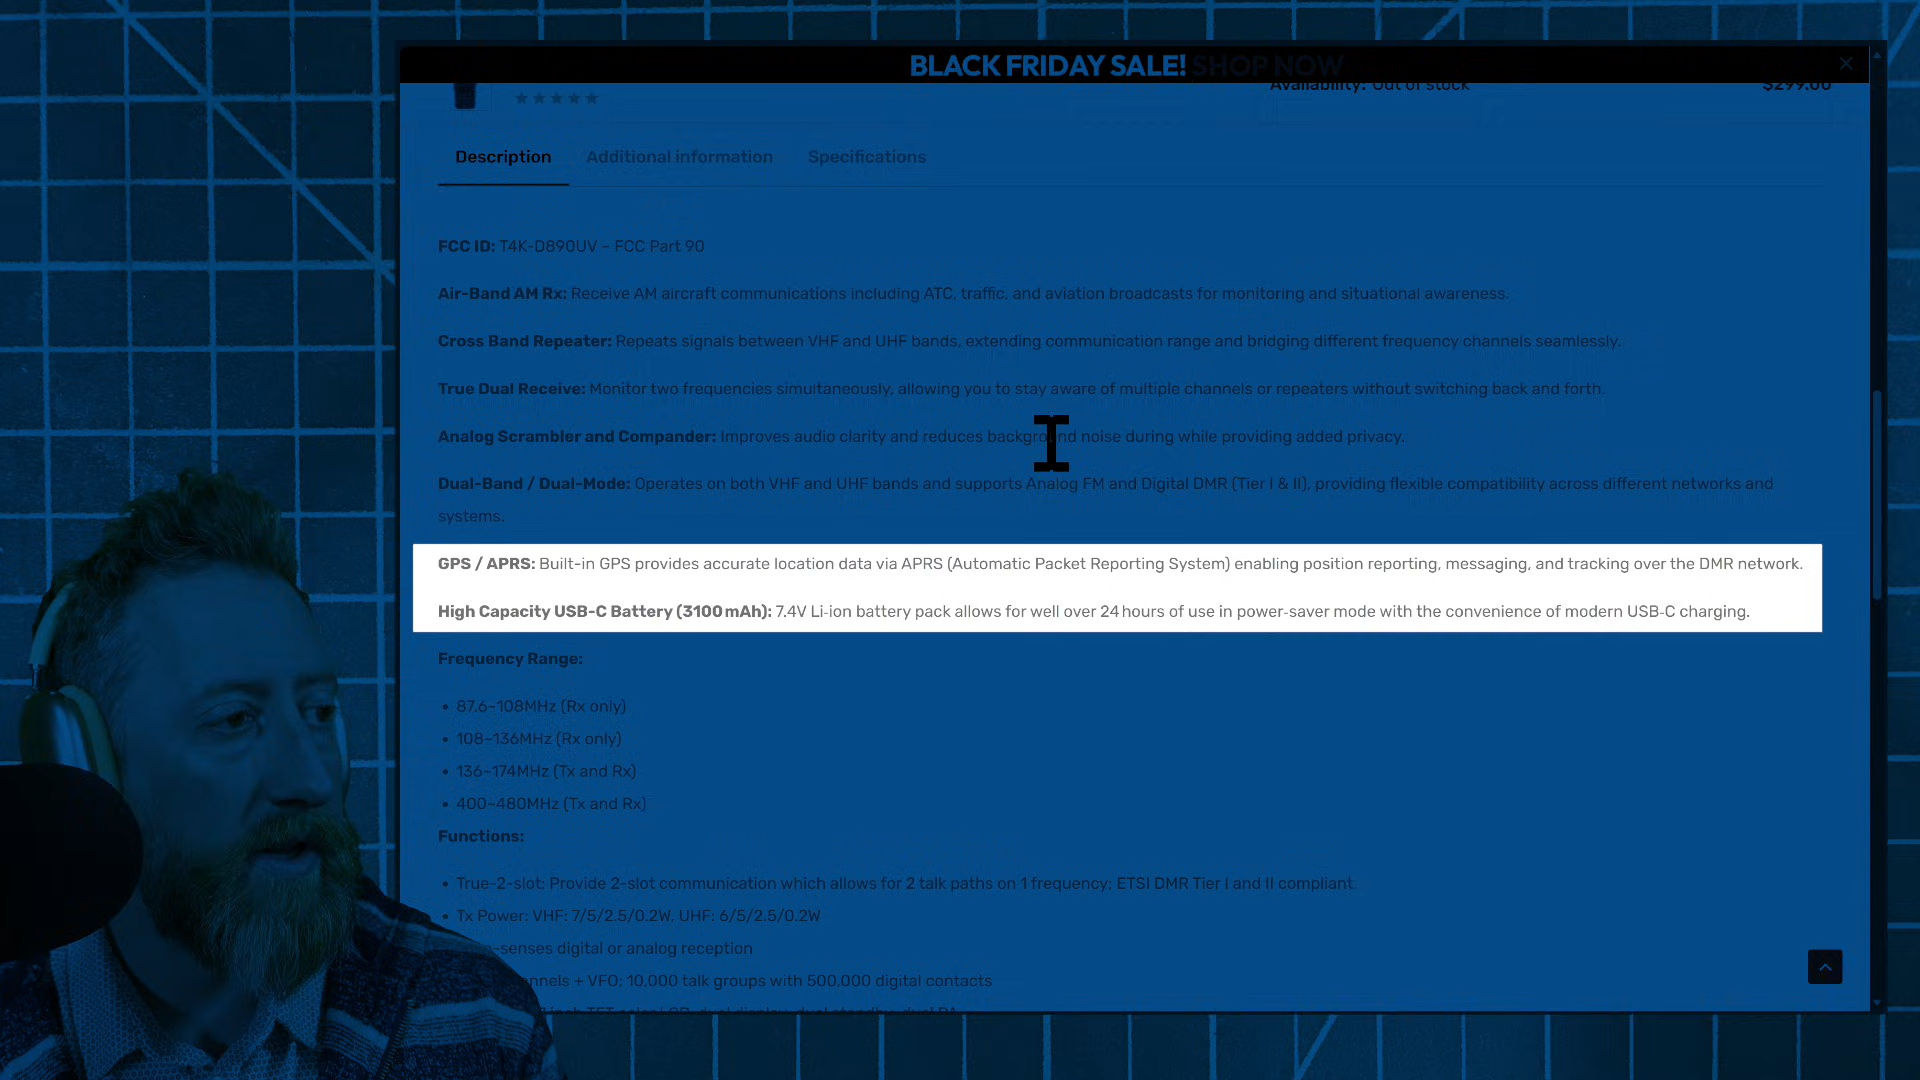 BLACK FRIDAY SALE! SHOP NOW
Availability: Out of stock
$299.00
Description
Additional information
Specifications
FCC ID: T4K-D890UV – FCC Part 90
Air-Band AM Rx: Receive AM aircraft communications including ATC, traffic, and aviation broadcasts for monitoring and situational awareness.
Cross Band Repeater: Repeats signals between VHF and UHF bands, extending communication range and bridging different frequency channels seamlessly.
True Dual Receive: Monitor two frequencies simultaneously, allowing you to stay aware of multiple channels or repeaters without switching back and forth.
Analog Scrambler and Compander: Improves audio clarity and reduces background noise during while providing added privacy.
Dual-Band / Dual-Mode: Operates on both VHF and UHF bands and supports Analog FM and Digital DMR (Tier I & II), providing flexible compatibility across different networks and
systems.
GPS / APRS: Built-in GPS provides accurate location data via APRS (Automatic Packet Reporting System) enabling position reporting, messaging, and tracking over the DMR network.
High Capacity USB-C Battery (3100 mAh): 7.4V Li-ion battery pack allows for well over 24 hours of use in power-saver mode with the convenience of modern USB-C charging.
Frequency Range:
• 87.6~108MHz (Rx only)
• 108~136MHz (Rx only)
• 136~174MHz (Tx and Rx)
• 400~480MHz (Tx and Rx)
Functions:
• True-2-slot: Provide 2-slot communication which allows for 2 talk paths on 1 frequency; ETSI DMR Tier I and II compliant.
• Tx Power: VHF: 7/5/2.5/0.2W, UHF: 6/5/2.5/0.2W
-senses digital or analog reception
nnels + VFO; 10,000 talk groups with 500,000 digital contacts